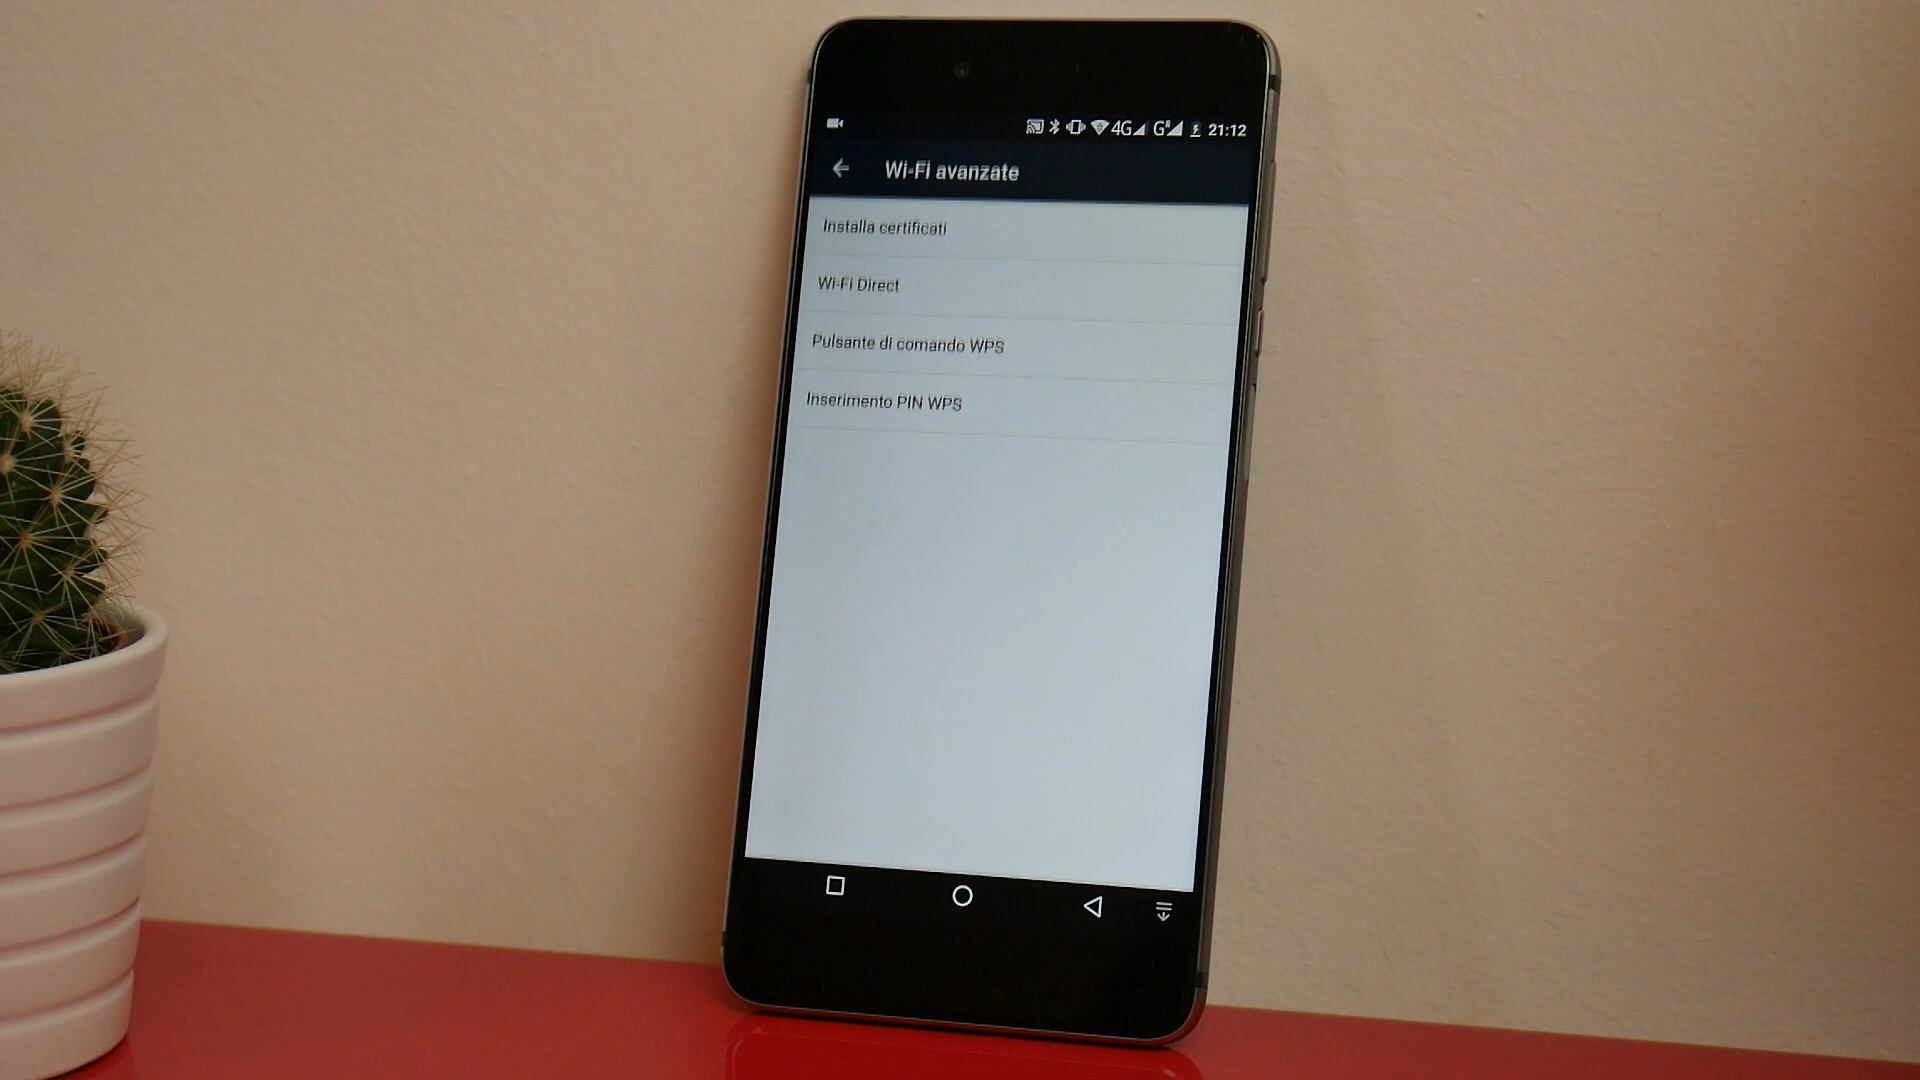 4G G R 21:12
Wi-Fi avanzate
Installa certificati
Wi-Fi Direct
Pulsante di comando WPS
Inserimento PIN WPS